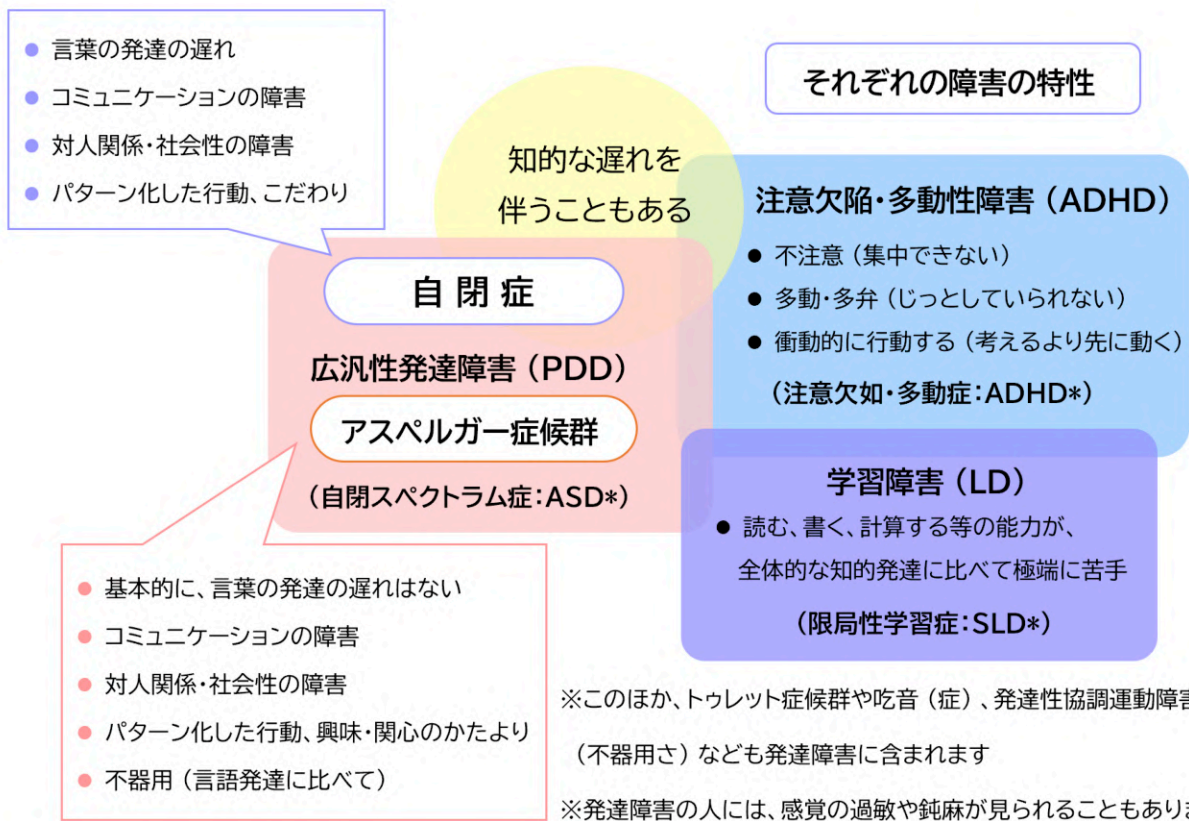 それぞれの障害の特性
● 言葉の発達の遅れ
● コミュニケーションの障害
● 対人関係・社会性の障害
● パターン化した行動、こだわり
知的な遅れを
伴うこともある
自閉症
広汎性発達障害（PDD）
アスペルガー症候群
（自閉スペクトラム症：ASD*）
● 基本的に、言葉の発達の遅れはない
● コミュニケーションの障害
● 対人関係・社会性の障害
● パターン化した行動、興味・関心のかたより
● 不器用（言語発達に比べて）
注意欠陥・多動性障害（ADHD）
● 不注意（集中できない）
● 多動・多弁（じっとしていられない）
● 衝動的に行動する（考えるより先に動く）
（注意欠如・多動症：ADHD*）
学習障害（LD）
● 読む、書く、計算する等の能力が、
全体的な知的発達に比べて極端に苦手
（限局性学習症：SLD*）
※このほか、トゥレット症候群や吃音（症）、発達性協調運動障害
（不器用さ）なども発達障害に含まれます
※発達障害の人には、感覚の過敏や鈍麻が見られることもあり